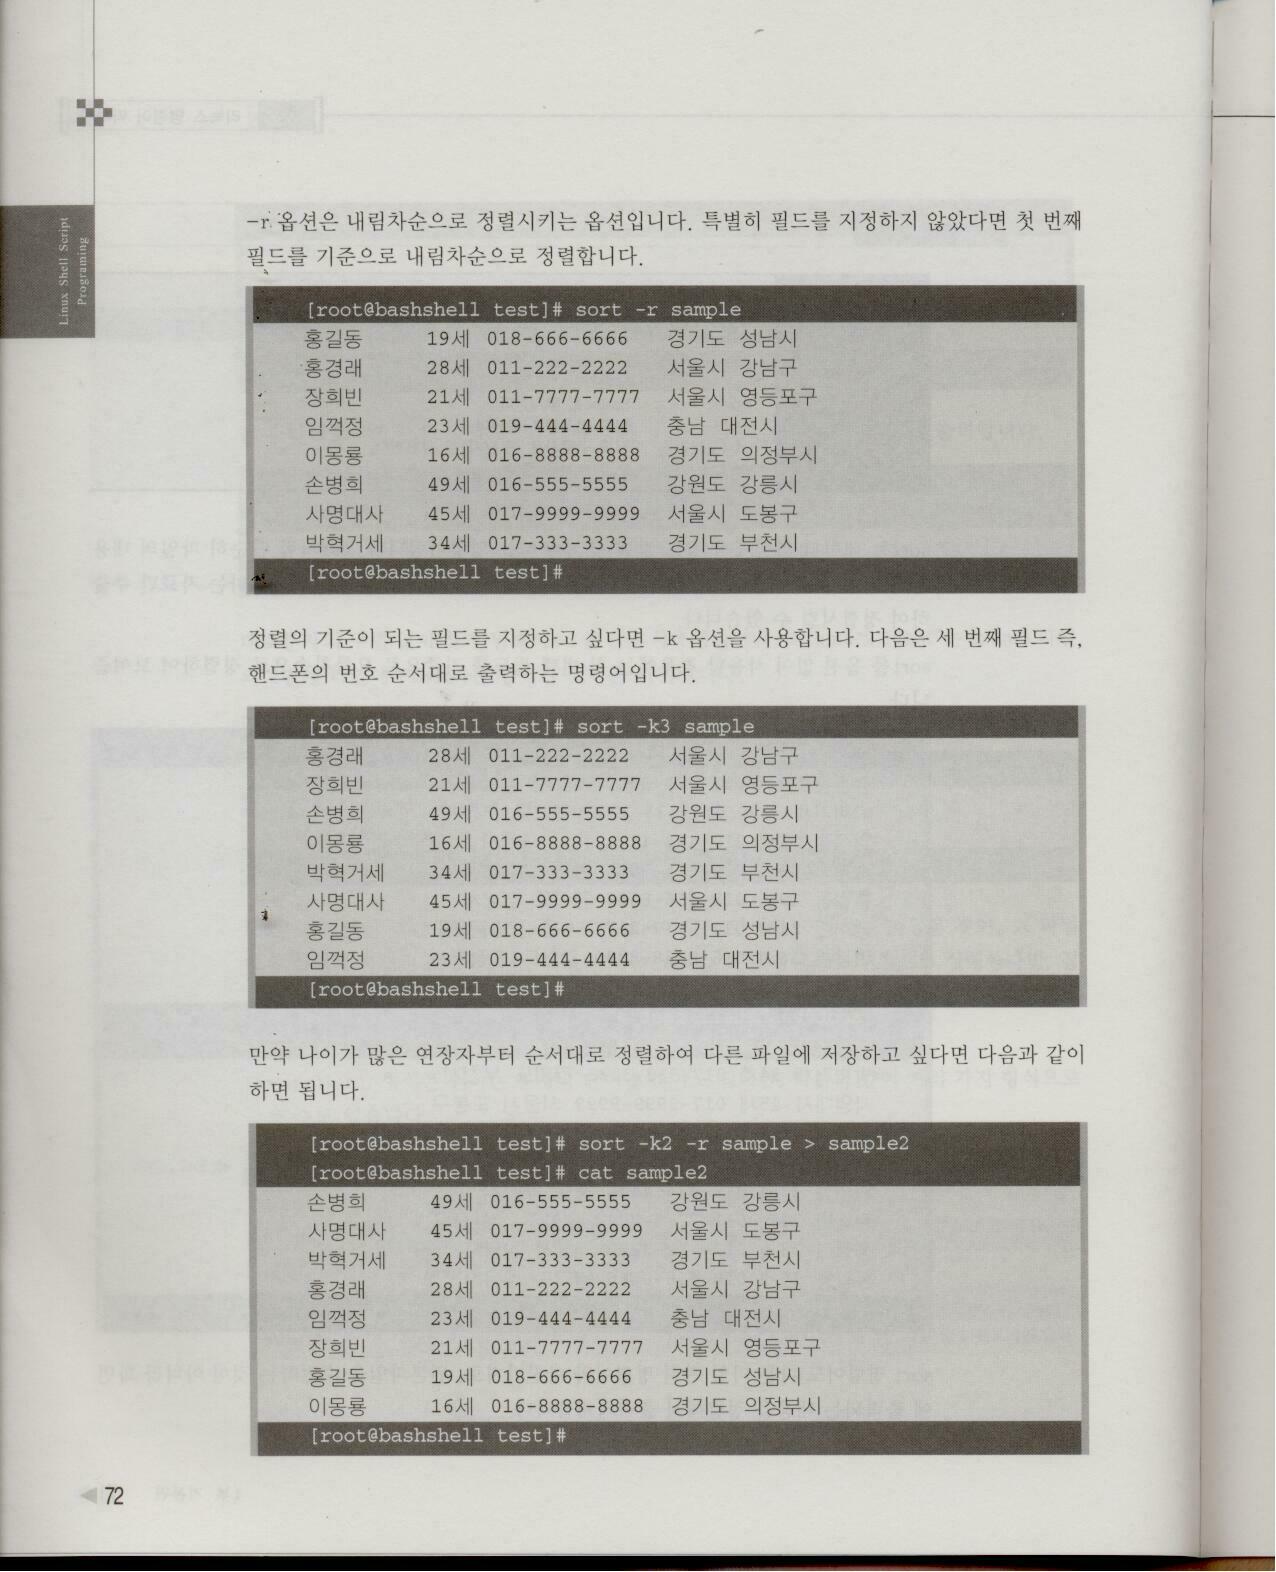 Linux Shell Script
Programing
-r 옵션은 내림차순으로 정렬시키는 옵션입니다. 특별히 필드를 지정하지 않았다면 첫 번째
필드를 기준으로 내림차순으로 정렬합니다.
[root@bashshell test]# sort -r sample
홍길동 19세 018-666-6666 경기도 성남시
홍경래 28세 011-222-2222 서울시 강남구
장희빈 21세 011-7777-7777 서울시 영등포구
임꺽정 23세 019-444-4444 충남 대전시
이몽룡 16세 016-8888-8888 경기도 의정부시
손병희 49세 016-555-5555 강원도 강릉시
사명대사 45세 017-9999-9999 서울시 도봉구
박혁거세 34세 017-333-3333 경기도 부천시
[root@bashshell test]#
정렬의 기준이 되는 필드를 지정하고 싶다면 -k 옵션을 사용합니다. 다음은 세 번째 필드 즉,
핸드폰의 번호 순서대로 출력하는 명령어입니다.
[root@bashshell test]# sort -k3 sample
홍경래 28세 011-222-2222 서울시 강남구
장희빈 21세 011-7777-7777 서울시 영등포구
손병희 49세 016-555-5555 강원도 강릉시
이몽룡 16세 016-8888-8888 경기도 의정부시
박혁거세 34세 017-333-3333 경기도 부천시
사명대사 45세 017-9999-9999 서울시 도봉구
홍길동 19세 018-666-6666 경기도 성남시
임꺽정 23세 019-444-4444 충남 대전시
[root@bashshell test]#
만약 나이가 많은 연장자부터 순서대로 정렬하여 다른 파일에 저장하고 싶다면 다음과 같이
하면 됩니다.
[root@bashshell test]# sort -k2 -r sample > sample2
[root@bashshell test]# cat sample2
손병희 49세 016-555-5555 강원도 강릉시
사명대사 45세 017-9999-9999 서울시 도봉구
박혁거세 34세 017-333-3333 경기도 부천시
홍경래 28세 011-222-2222 서울시 강남구
임꺽정 23세 019-444-4444 충남 대전시
장희빈 21세 011-7777-7777 서울시 영등포구
홍길동 19세 018-666-6666 경기도 성남시
이몽룡 16세 016-8888-8888 경기도 의정부시
[root@bashshell test]#
72